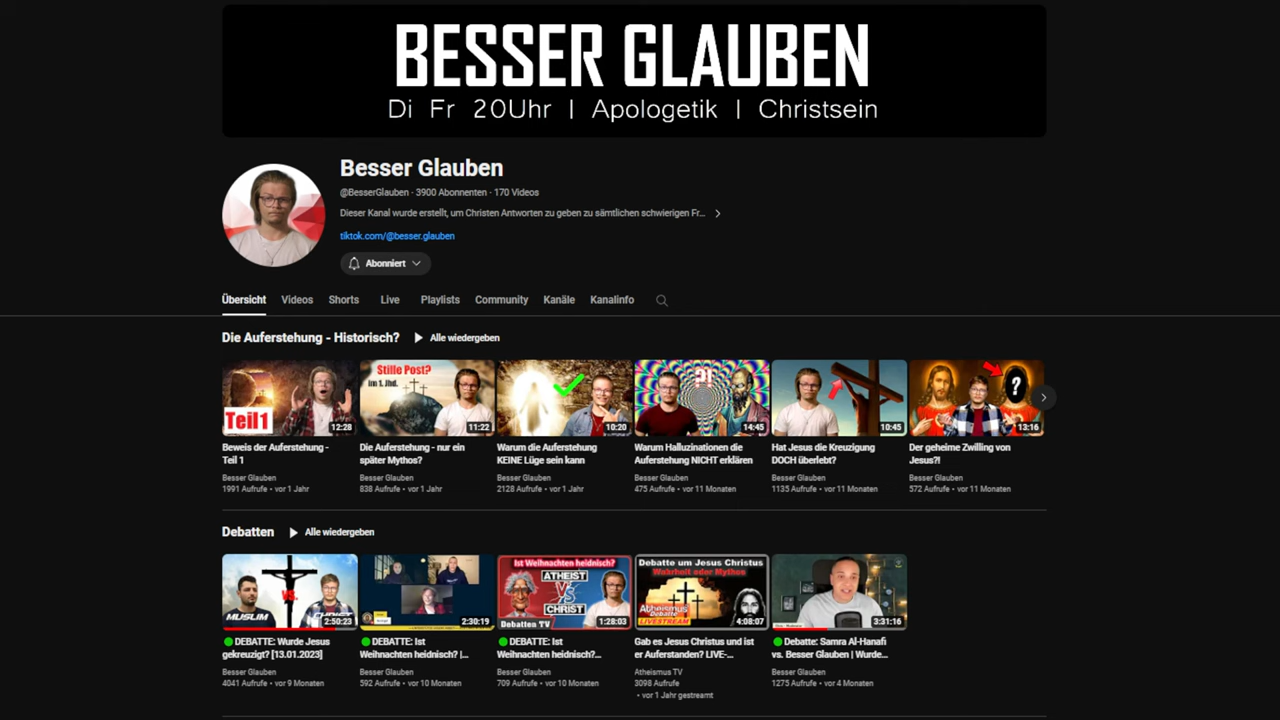 BESSER GLAUBEN
Di Fr 20Uhr | Apologetik | Christsein
Besser Glauben
@BesserGlauben · 3900 Abonnenten · 170 Videos
Dieser Kanal wurde erstellt, um Christen Antworten zu geben zu sämtlichen schwierigen Fr...
tiktok.com/@besser.glauben
Abonniert
Übersicht Videos Shorts Live Playlists Community Kanäle Kanalinfo
Die Auferstehung - Historisch? Alle wiedergeben
Teil 1
12:28
Beweis der Auferstehung -
Teil 1
Besser Glauben
1991 Aufrufe • vor 1 Jahr
Stille Post?
im 1. Jhd.
11:22
Die Auferstehung - nur ein
später Mythos?
Besser Glauben
838 Aufrufe • vor 1 Jahr
10:20
Warum die Auferstehung
KEINE Lüge sein kann
Besser Glauben
2128 Aufrufe • vor 1 Jahr
?!
14:45
Warum Halluzinationen die
Auferstehung NICHT erklären
Besser Glauben
475 Aufrufe • vor 11 Monaten
10:45
Hat Jesus die Kreuzigung
DOCH überlebt?
Besser Glauben
1135 Aufrufe • vor 11 Monaten
?
13:16
Der geheime Zwilling von
Jesus?!
Besser Glauben
572 Aufrufe • vor 11 Monaten
Debatten Alle wiedergeben
VS.
MUSLIM CHRIST
2:50:23
DEBATTE: Wurde Jesus
gekreuzigt? [13.01.2023]
Besser Glauben
4041 Aufrufe • vor 9 Monaten
2:30:19
DEBATTE: Ist
Weihnachten heidnisch? |...
Besser Glauben
592 Aufrufe • vor 10 Monaten
Ist Weihnachten heidnisch?
ATHEIST
VS
CHRIST
Debatten TV
1:28:03
DEBATTE: Ist
Weihnachten heidnisch?...
Besser Glauben
709 Aufrufe • vor 10 Monaten
Debatte um Jesus Christus
Wahrheit oder Mythos
Atheismus
Debatte
LIVESTREAM
4:08:07
Gab es Jesus Christus und ist
er Auferstanden? LIVE-...
Atheismus TV
3098 Aufrufe
• vor 1 Jahr gestreamt
3:31:16
Debatte: Samra Al-Hanafi
vs. Besser Glauben | Wurde...
Besser Glauben
1275 Aufrufe • vor 4 Monaten